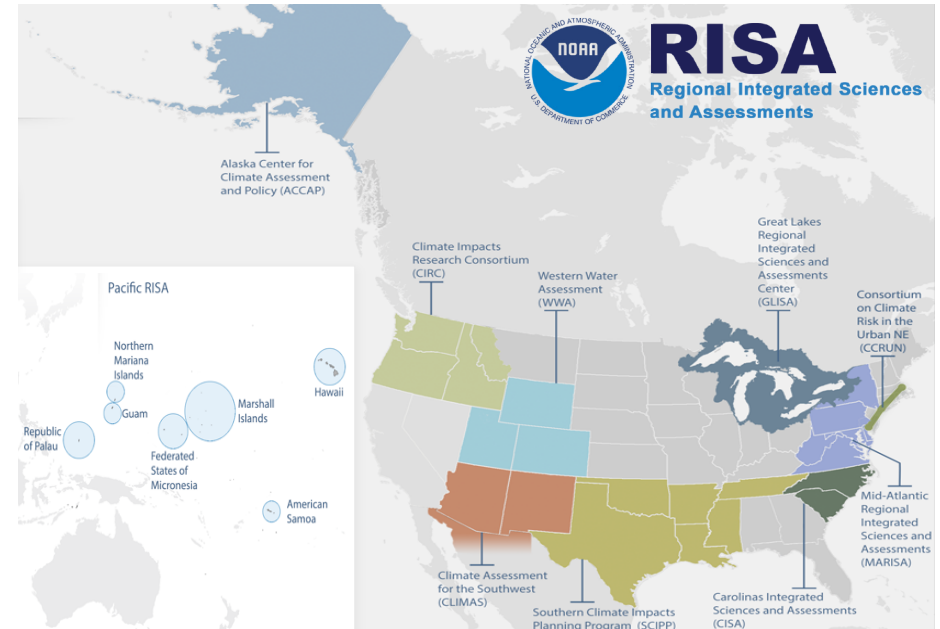 NATIONAL OCEANIC AND ATMOSPHERIC ADMINISTRATION
NOAA
U.S. DEPARTMENT OF COMMERCE
RISA
Regional Integrated Sciences
and Assessments
Alaska Center for
Climate Assessment
and Policy (ACCAP)
Climate Impacts
Research Consortium
(CIRC)
Western Water
Assessment
(WWA)
Great Lakes
Regional
Integrated
Sciences and
Assessments
Center
(GLISA)
Consortium
on Climate
Risk in the
Urban NE
(CCRUN)
Pacific RISA
Northern
Mariana
Islands
Guam
Republic
of Palau
Federated
States of
Micronesia
Marshall
Islands
Hawaii
American
Samoa
Mid-Atlantic
Regional
Integrated
Sciences and
Assessments
(MARISA)
Climate Assessment
for the Southwest
(CLIMAS)
Southern Climate Impacts
Planning Program (SCIPP)
Carolinas Integrated
Sciences and Assessments
(CISA)